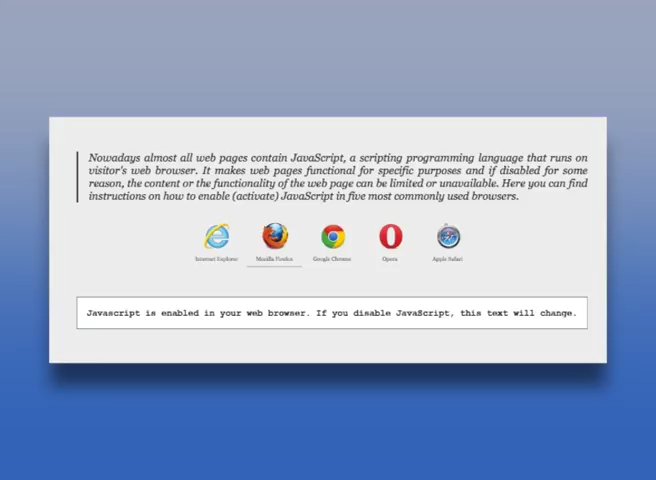 Nowadays almost all web pages contain JavaScript, a scripting programming language that runs on
visitor's web browser. It makes web pages functional for specific purposes and if disabled for some
reason, the content or the functionality of the web page can be limited or unavailable. Here you can find
instructions on how to enable (activate) JavaScript in five most commonly used browsers.
Internet Explorer Mozilla Firefox Google Chrome Opera Apple Safari
Javascript is enabled in your web browser. If you disable JavaScript, this text will change.